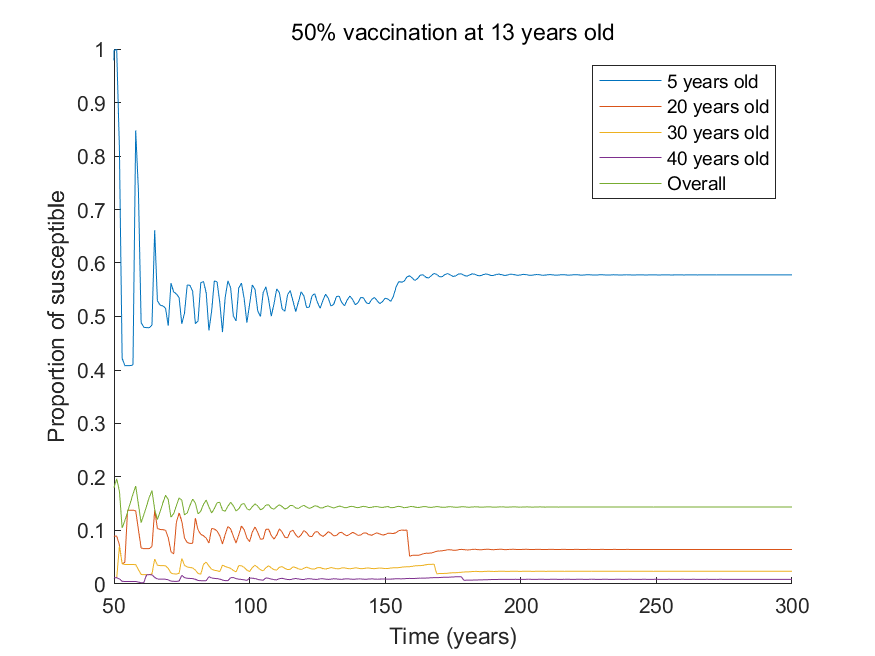 50% vaccination at 13 years old
1
0.9
0.8
0.7
0.6
0.5
0.4
0.3
0.2
0.1
0
Proportion of susceptible
5 years old
20 years old
30 years old
40 years old
Overall
50 100 150 200 250 300
Time (years)